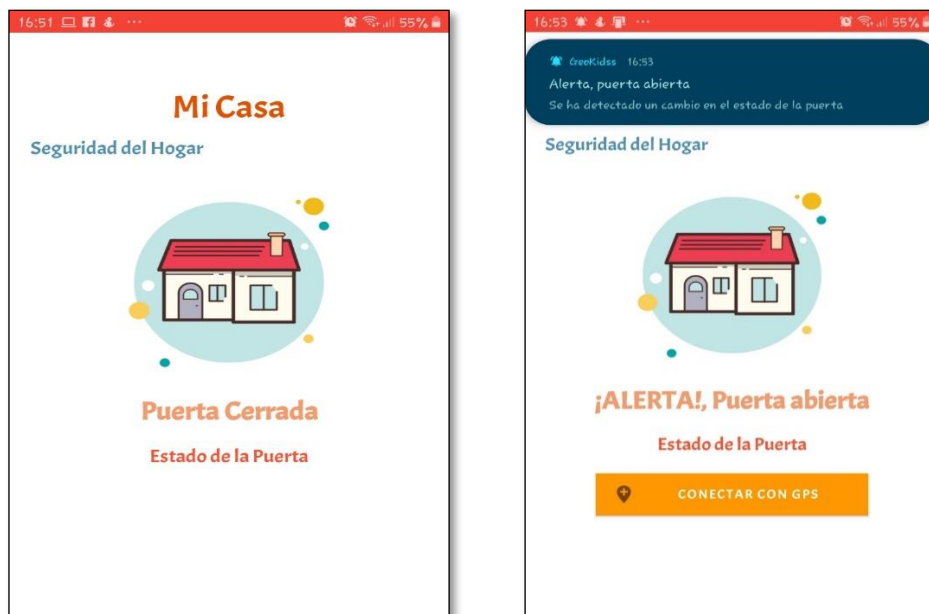 16:51
55%
Mi Casa
Seguridad del Hogar
Puerta Cerrada
Estado de la Puerta
16:53
55%
GeeKidss 16:53
Alerta, puerta abierta
Se ha detectado un cambio en el estado de la puerta
Seguridad del Hogar
¡ALERTA!, Puerta abierta
Estado de la Puerta
CONECTAR CON GPS